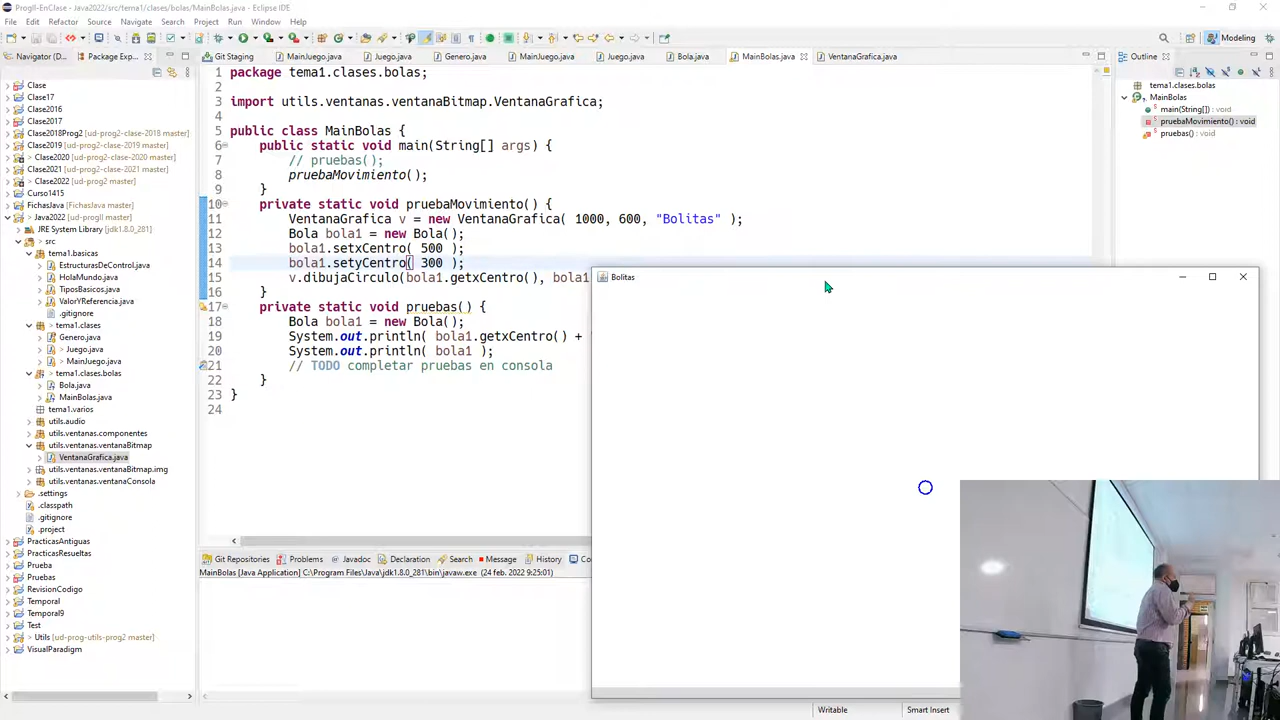 ProgII-EnClase - Java2022/src/tema1/clases/bolas/MainBolas.java - Eclipse IDE
File Edit Refactor Source Navigate Search Project Run Window Help
Modeling
Navigator (D
Package Exp...
Git Staging
MainJuego.java
Juego.java
Genero.java
MainJuego.java
Juego.java
Bola.java
MainBolas.java
VentanaGrafica.java
Outline
Clase
Clase17
Clase2016
Clase2017
Clase2018Prog2 [ud-prog2-clase-2018 master]
Clase2019 [ud-prog2-clase-2019 master]
> Clase2020 [ud-prog2-clase-2020 master]
Clase2021 [ud-prog2-clase-2021 master]
> Clase2022 [ud-prog2 master]
Curso1415
FichasJava [ud-progII master]
Java2022 [ud-progII master]
JRE System Library [jdk1.8.0_281]
src
tema1.basicas
EstructurasDeControl.java
HolaMundo.java
TiposBasicos.java
ValorYReferencia.java
.gitignore
> tema1.clases
Genero.java
> Juego.java
> MainJuego.java
> tema1.clases.bolas
Bola.java
MainBolas.java
tema1.varios
utils.audio
utils.ventanas.componentes
utils.ventanas.ventanaBitmap
VentanaGrafica.java
utils.ventanas.ventanaBitmap.img
utils.ventanas.ventanaConsola
.settings
.classpath
.gitignore
.project
PracticasAntiguas
PracticasResueltas
Prueba
Pruebas
RevisionCodigo
Temporal
Temporal9
Test
> Utils [ud-prog-utils-prog2 master]
VisualParadigm
1 package tema1.clases.bolas;
2
3 import utils.ventanas.ventanaBitmap.VentanaGrafica;
4
5 public class MainBolas {
6 public static void main(String[] args) {
7 // pruebas();
8 pruebaMovimiento();
9 }
10 private static void pruebaMovimiento() {
11 VentanaGrafica v = new VentanaGrafica( 1000, 600, "Bolitas" );
12 Bola bola1 = new Bola();
13 bola1.setxCentro( 500 );
14 bola1.setyCentro( 300 );
15 v.dibujaCirculo(bola1.getxCentro(), bola1
16 }
17 private static void pruebas() {
18 Bola bola1 = new Bola();
19 System.out.println( bola1.getxCentro() +
20 System.out.println( bola1 );
21 // TODO completar pruebas en consola
22 }
23 }
24
tema1.clases.bolas
MainBolas
main(String[]) : void
pruebaMovimiento() : void
pruebas() : void
Bolitas
Git Repositories
Problems
Javadoc
Declaration
Search
Message
History
Co
MainBolas [Java Application] C:\Program Files\Java\jdk1.8.0_281\bin\javaw.exe (24 feb. 2022 9:25:01)
Writable
Smart Insert